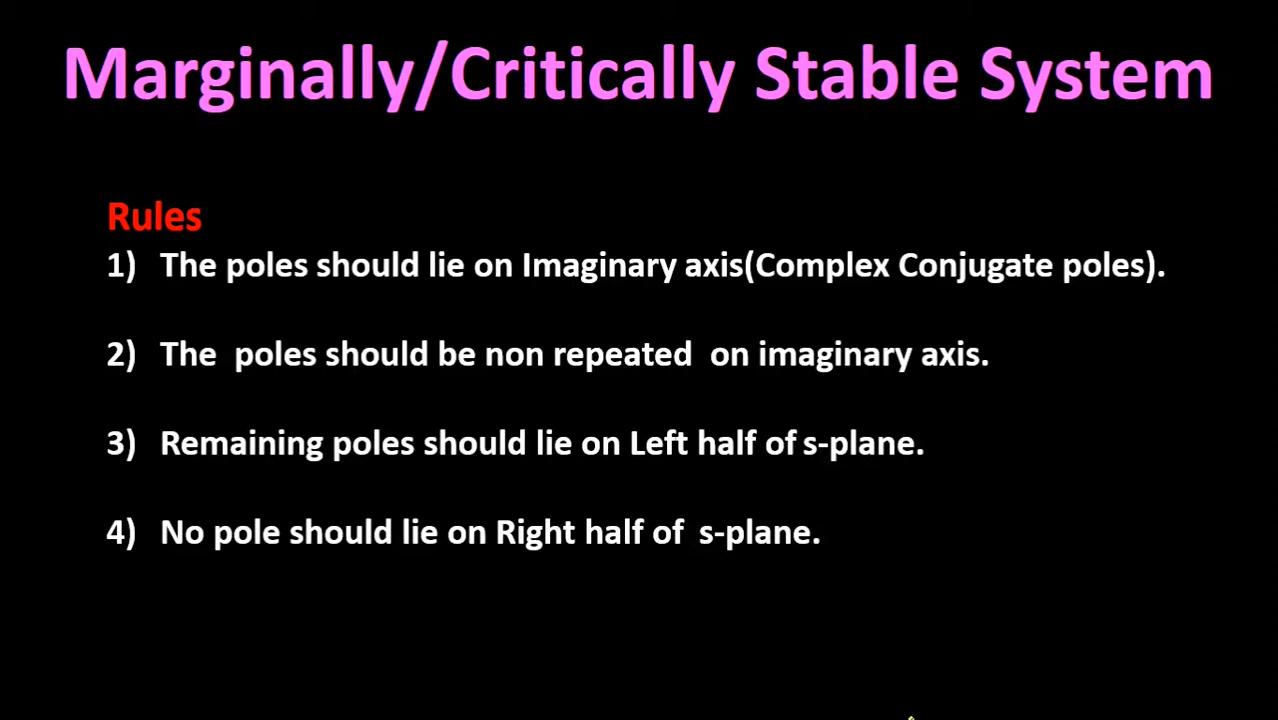 Marginally/Critically Stable System
Rules
1) The poles should lie on Imaginary axis(Complex Conjugate poles).
2) The poles should be non repeated on imaginary axis.
3) Remaining poles should lie on Left half of s-plane.
4) No pole should lie on Right half of s-plane.